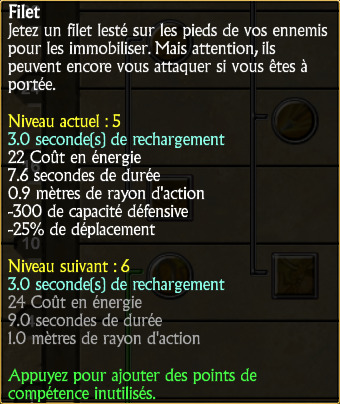 Filet
Jetez un filet lesté sur les pieds de vos ennemis
pour les immobiliser. Mais attention, ils
peuvent encore vous attaquer si vous êtes à
portée.
Niveau actuel : 5
3.0 seconde(s) de rechargement
22 Coût en énergie
7.6 secondes de durée
0.9 mètres de rayon d'action
-300 de capacité défensive
-25% de déplacement
10
Niveau suivant : 6
3.0 seconde(s) de rechargement
24 Coût en énergie
9.0 secondes de durée
1.0 mètres de rayon d'action
Appuyez pour ajouter des points de
compétence inutilisés.